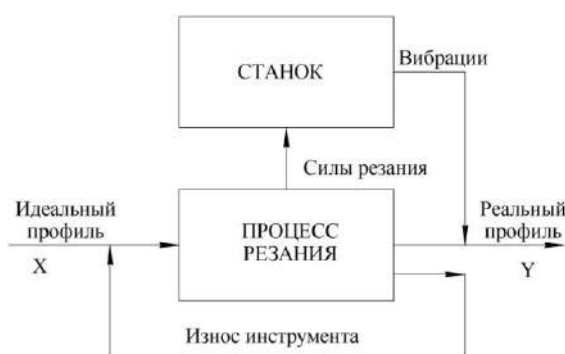 СТАНОК
Вибрации
Силы резания
Идеальный
профиль
X
ПРОЦЕСС
РЕЗАНИЯ
Реальный
профиль
Y
Износ инструмента